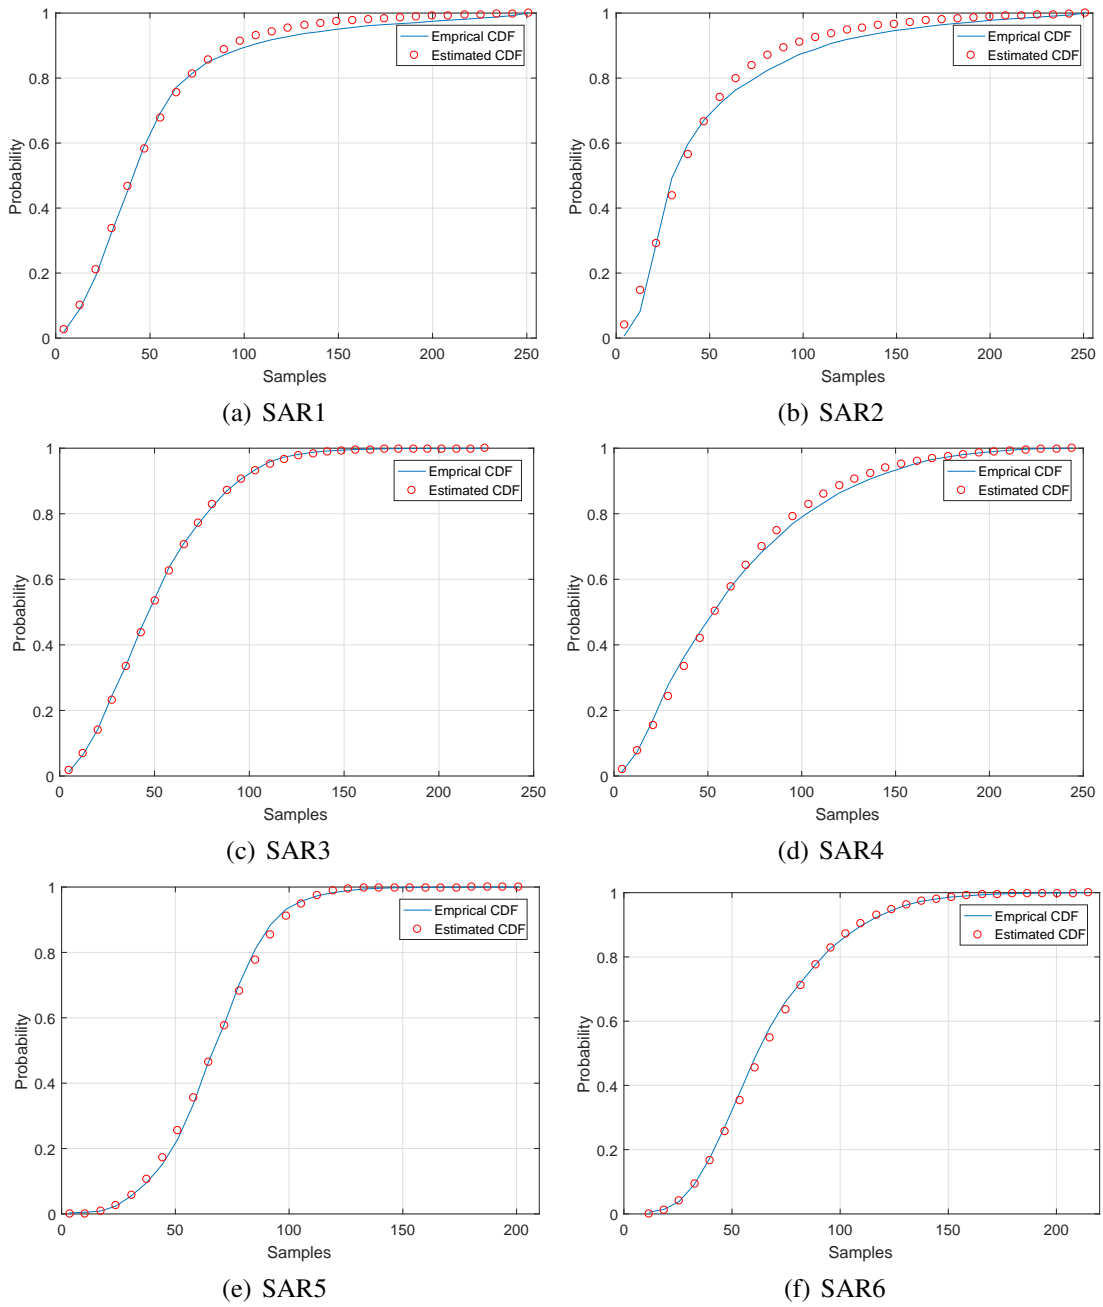 1
0.8
0.6
0.4
0.2
0
Probability
0 50 100 150 200 250
Samples
Emprical CDF
Estimated CDF
(a) SAR1
1
0.8
0.6
0.4
0.2
0
Probability
0 50 100 150 200 250
Samples
Emprical CDF
Estimated CDF
(b) SAR2
1
0.8
0.6
0.4
0.2
0
Probability
0 50 100 150 200 250
Samples
Emprical CDF
Estimated CDF
(c) SAR3
1
0.8
0.6
0.4
0.2
0
Probability
0 50 100 150 200 250
Samples
Emprical CDF
Estimated CDF
(d) SAR4
1
0.8
0.6
0.4
0.2
0
Probability
0 50 100 150 200
Samples
Emprical CDF
Estimated CDF
(e) SAR5
1
0.8
0.6
0.4
0.2
0
Probability
0 50 100 150 200
Samples
Emprical CDF
Estimated CDF
(f) SAR6